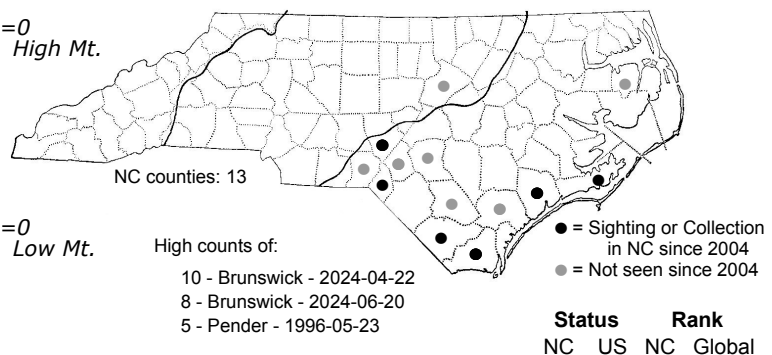 =0
High Mt.
NC counties: 13
=0
Low Mt.
High counts of:
10 - Brunswick - 2024-04-22
8 - Brunswick - 2024-06-20
5 - Pender - 1996-05-23
● = Sighting or Collection
in NC since 2004
● = Not seen since 2004
Status Rank
NC US NC Global